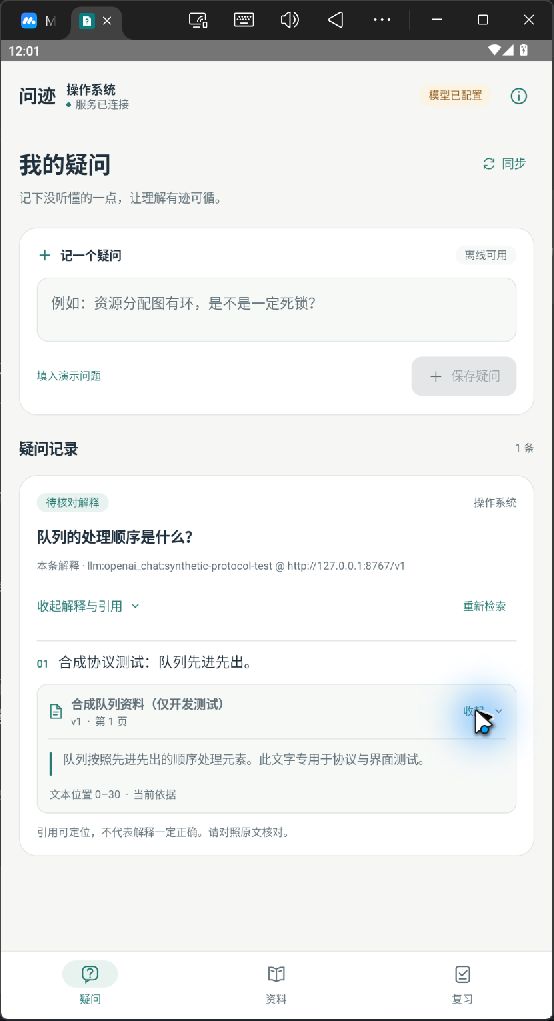 M
12:01
问迹
操作系统
服务已连接
模型已配置
我的疑问
同步
记下没听懂的一点，让理解有迹可循。
记一个疑问
离线可用
例如：资源分配图有环，是不是一定死锁？
填入演示问题
保存疑问
疑问记录
1 条
待核对解释
操作系统
队列的处理顺序是什么？
本条解释 · llm:openai_chat:synthetic-protocol-test @ http://127.0.0.1:8767/v1
收起解释与引用
重新检索
01 合成协议测试：队列先进先出。
合成队列资料（仅开发测试）
v1 · 第 1 页
收起
队列按照先进先出的顺序处理元素。此文字专用于协议与界面测试。
文本位置 0–30 · 当前依据
引用可定位，不代表解释一定正确。请对照原文核对。
疑问
资料
复习